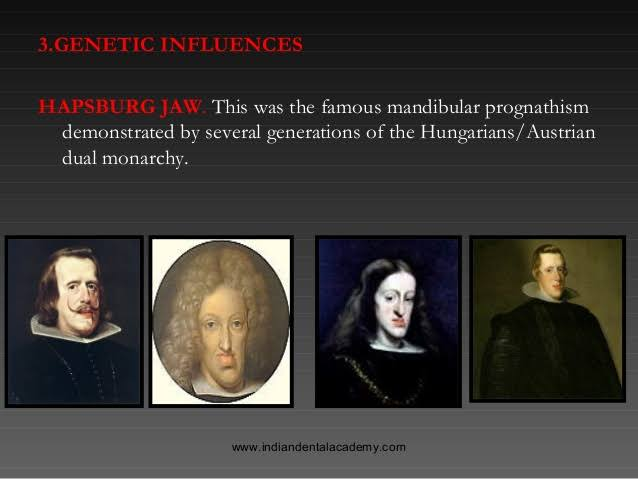 3.GENETIC INFLUENCES
HAPSBURG JAW. This was the famous mandibular prognathism
demonstrated by several generations of the Hungarians/Austrian
dual monarchy.
www.indiandentalacademy.com